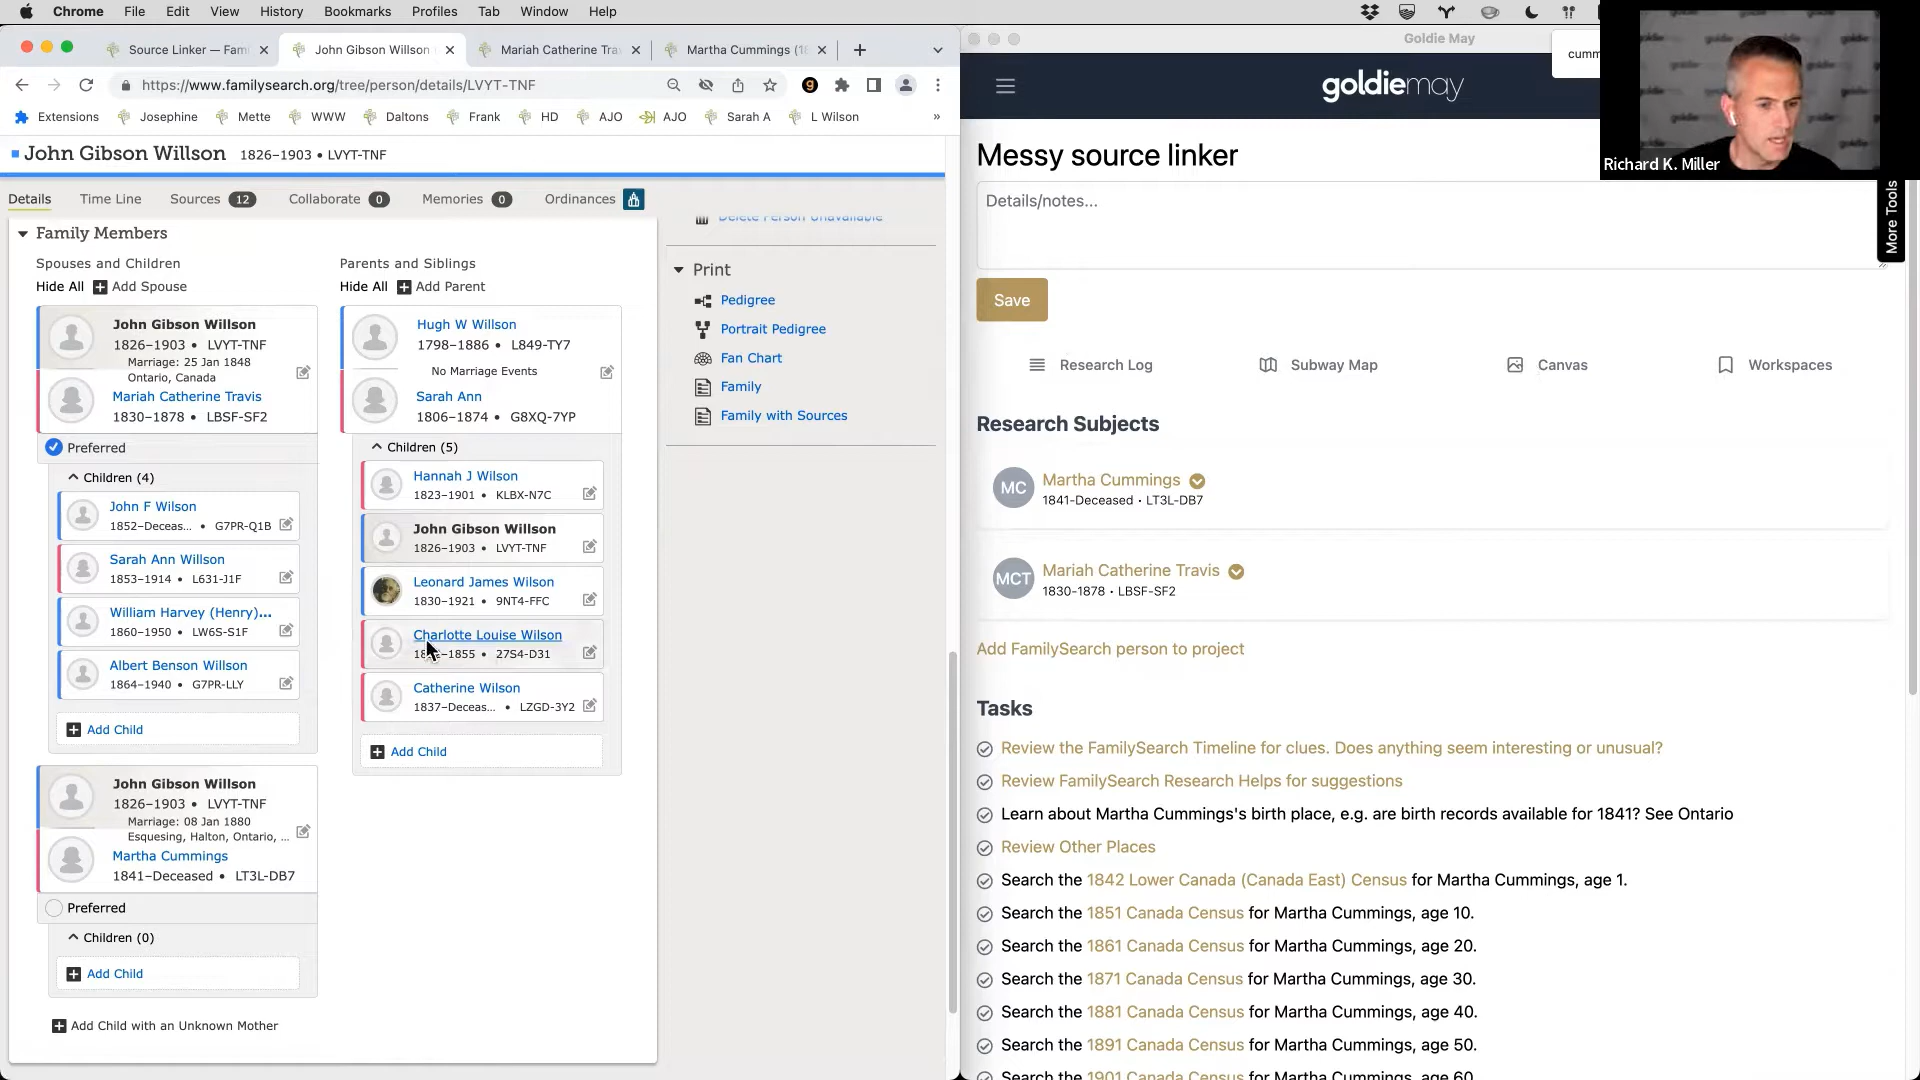 Chrome File Edit View History Bookmarks Profiles Tab Window Help
Source Linker — Fam
John Gibson Willson
Mariah Catherine Tra
Martha Cummings (18
https://www.familysearch.org/tree/person/details/LVYT-TNF
Extensions Josephine Mette WWW Daltons Frank HD AJO AJO Sarah A L Wilson »
John Gibson Willson 1826–1903 • LVYT-TNF
Details Time Line Sources 12 Collaborate 0 Memories 0 Ordinances
Family Members
Spouses and Children
Hide All Add Spouse
John Gibson Willson
1826–1903 • LVYT-TNF
Marriage: 25 Jan 1848
Ontario, Canada
Mariah Catherine Travis
1830–1878 • LBSF-SF2
Preferred
Children (4)
John F Wilson
1852–Deceas... • G7PR-Q1B
Sarah Ann Willson
1853–1914 • L631-J1F
William Harvey (Henry)...
1860–1950 • LW6S-S1F
Albert Benson Willson
1864–1940 • G7PR-LLY
Add Child
John Gibson Willson
1826–1903 • LVYT-TNF
Marriage: 08 Jan 1880
Esquesing, Halton, Ontario, ...
Martha Cummings
1841–Deceased • LT3L-DB7
Preferred
Children (0)
Add Child
Add Child with an Unknown Mother
Parents and Siblings
Hide All Add Parent
Hugh W Willson
1798–1886 • L849-TY7
No Marriage Events
Sarah Ann
1806–1874 • G8XQ-7YP
Children (5)
Hannah J Wilson
1823–1901 • KLBX-N7C
John Gibson Willson
1826–1903 • LVYT-TNF
Leonard James Wilson
1830–1921 • 9NT4-FFC
Charlotte Louise Wilson
–1855 • 27S4-D31
Catherine Wilson
1837–Deceas... • LZGD-3Y2
Add Child
Delete Person Unavailable
Print
Pedigree
Portrait Pedigree
Fan Chart
Family
Family with Sources
Goldie May
cumm
goldiemay
Richard K. Miller
More Tools
Messy source linker
Details/notes...
Save
Research Log Subway Map Canvas Workspaces
Research Subjects
MC
Martha Cummings
1841-Deceased • LT3L-DB7
MCT
Mariah Catherine Travis
1830-1878 • LBSF-SF2
Add FamilySearch person to project
Tasks
Review the FamilySearch Timeline for clues. Does anything seem interesting or unusual?
Review FamilySearch Research Helps for suggestions
Learn about Martha Cummings's birth place, e.g. are birth records available for 1841? See Ontario
Review Other Places
Search the 1842 Lower Canada (Canada East) Census for Martha Cummings, age 1.
Search the 1851 Canada Census for Martha Cummings, age 10.
Search the 1861 Canada Census for Martha Cummings, age 20.
Search the 1871 Canada Census for Martha Cummings, age 30.
Search the 1881 Canada Census for Martha Cummings, age 40.
Search the 1891 Canada Census for Martha Cummings, age 50.
Search the 1901 Canada Census for Martha Cummings, age 60.